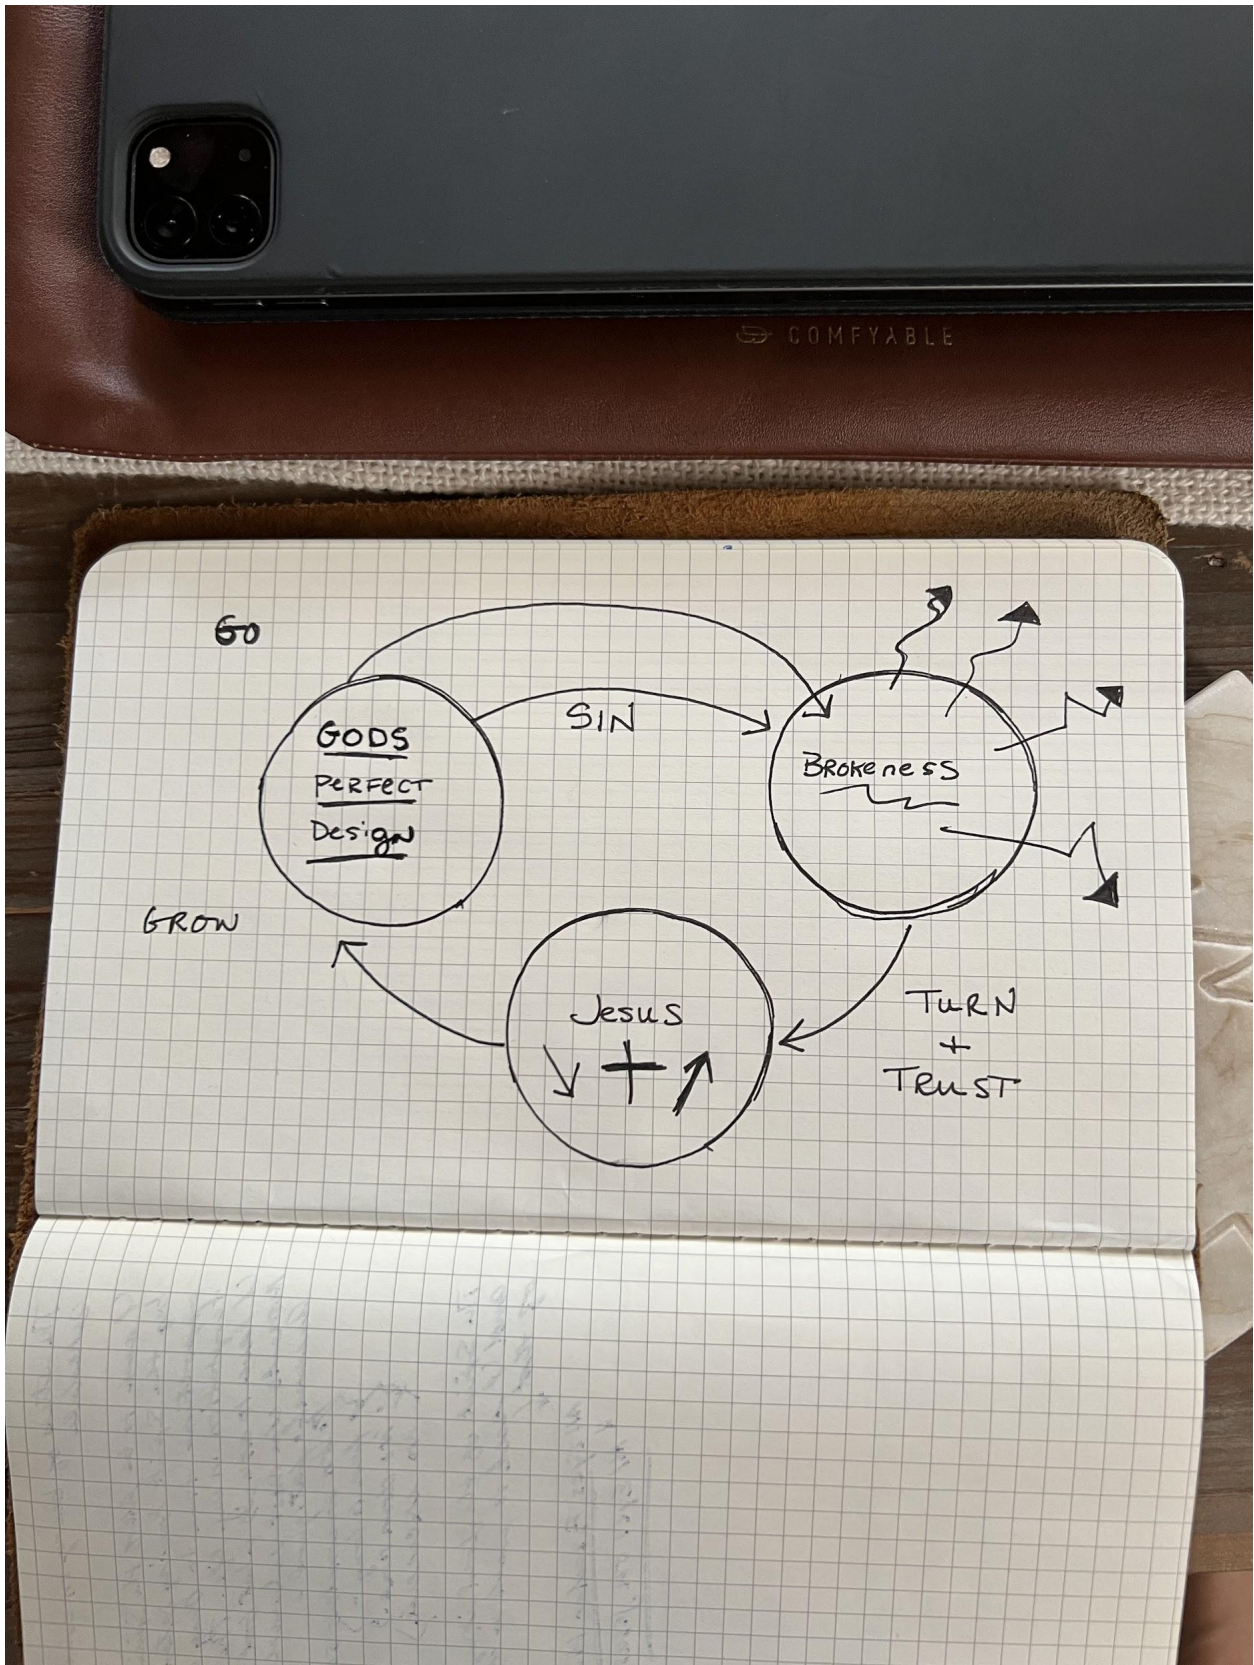 COMFYABLE
GO
SIN
GODS
PERFECT
Design
BROKeneSS
GROW
Jesus
TURN
+
TRUST